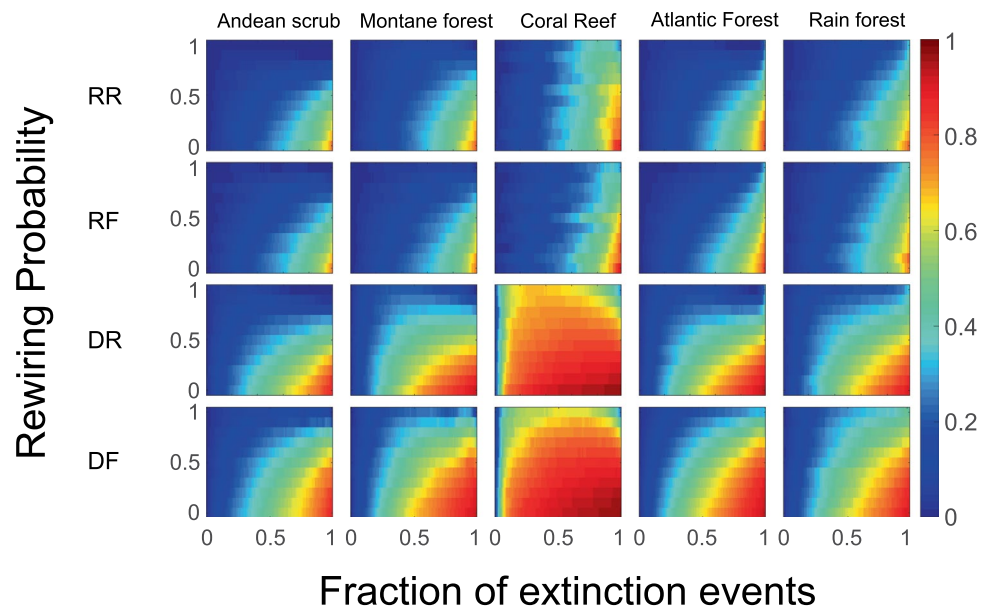 Andean scrub Montane forest Coral Reef Atlantic Forest Rain forest
Rewiring Probability
RR
1
0.5
0
RF
1
0.5
0
DR
1
0.5
0
DF
1
0.5
0
0 0.5 1 0 0.5 1 0 0.5 1 0 0.5 1 0 0.5 1
1
0.8
0.6
0.4
0.2
0
Fraction of extinction events